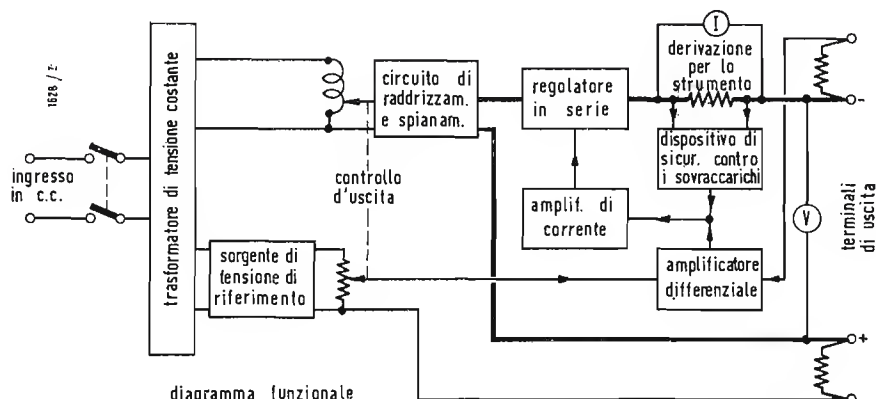 1626 /
trasformatore di tensione costante
ingresso
in c.c.
circuito di
raddrizzam.
e spianam.
controllo
d'uscita
sorgente di
tensione di
riferimento
regolatore
in serie
amplif. di
corrente
I
derivazione
per lo
strumento
dispositivo di
sicur. contro
i sovraccarichi
amplificatore
differenziale
V
-
+
terminali
di uscita
diagramma funzionale